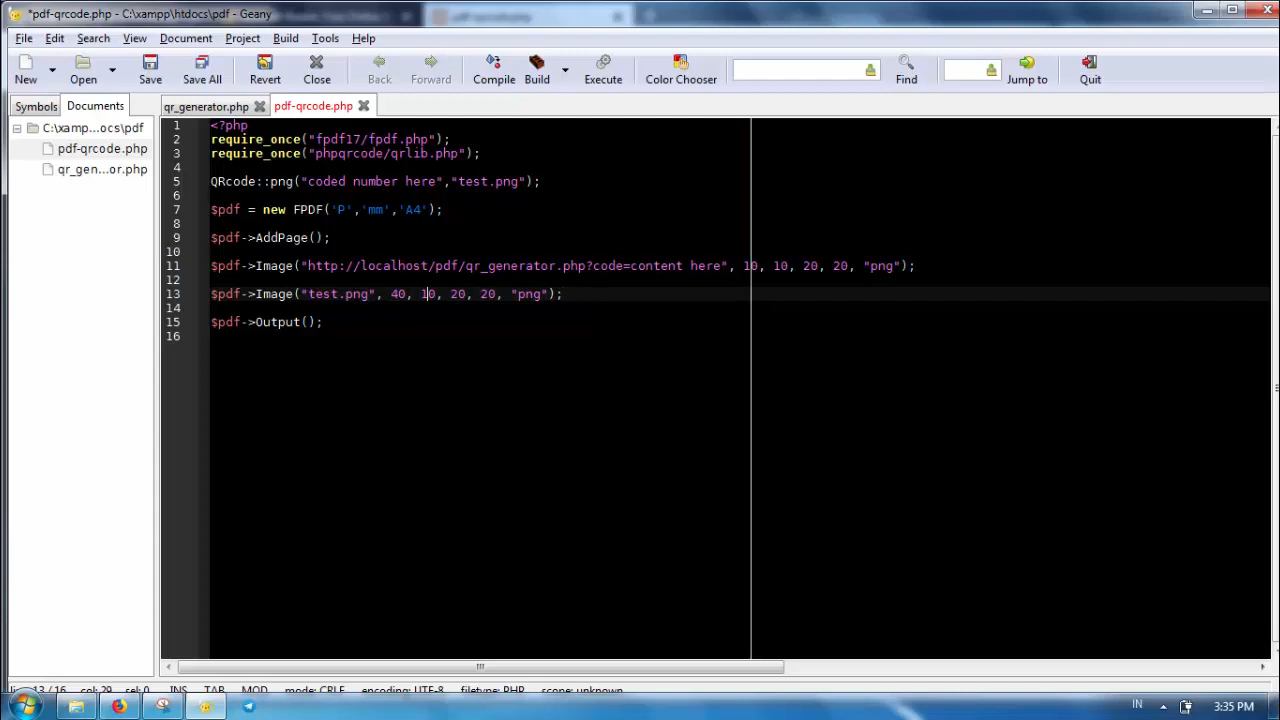 *pdf-qrcode.php - C:\xampp\htdocs\pdf - Geany
File Edit Search View Document Project Build Tools Help
New Open Save Save All Revert Close Back Forward Compile Build Execute Color Chooser Find Jump to Quit
Symbols Documents qr_generator.php pdf-qrcode.php
C:\xamp...ocs\pdf
pdf-qrcode.php
qr_gen...or.php
1 <?php
2 require_once("fpdf17/fpdf.php");
3 require_once("phpqrcode/qrlib.php");
4
5 QRcode::png("coded number here","test.png");
6
7 $pdf = new FPDF('P','mm','A4');
8
9 $pdf->AddPage();
10
11 $pdf->Image("http://localhost/pdf/qr_generator.php?code=content here", 10, 10, 20, 20, "png");
12
13 $pdf->Image("test.png", 40, 10, 20, 20, "png");
14
15 $pdf->Output();
16
13 / 16 col: 29 sel: 0 INS TAB MOD mode: CRLF encoding: UTF-8 filetype: PHP scope: unknown
IN 3:35 PM